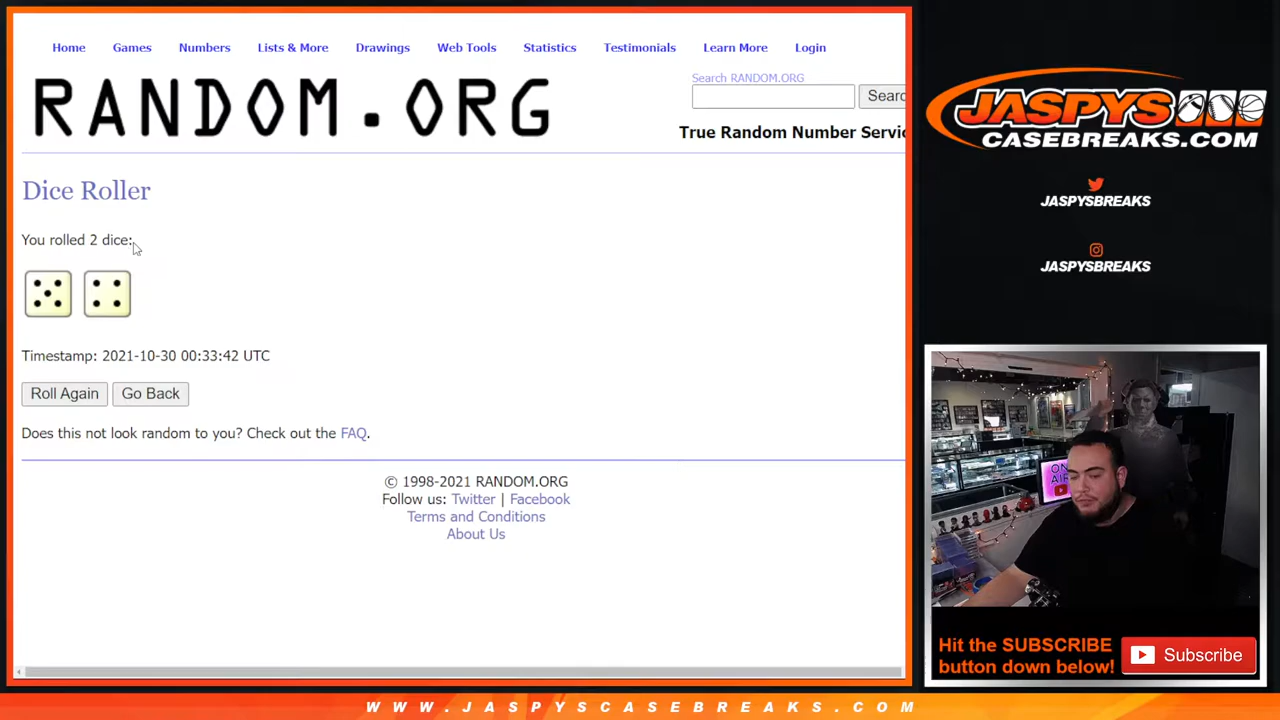 Home Games Numbers Lists & More Drawings Web Tools Statistics Testimonials Learn More Login
RANDOM.ORG
Search RANDOM.ORG
Searc
True Random Number Servic
Dice Roller
You rolled 2 dice:
Timestamp: 2021-10-30 00:33:42 UTC
Roll Again Go Back
Does this not look random to you? Check out the FAQ.
© 1998-2021 RANDOM.ORG
Follow us: Twitter | Facebook
Terms and Conditions
About Us
JASPYS
CASEBREAKS.COM
JASPYSBREAKS
JASPYSBREAKS
ON
AIR
Hit the SUBSCRIBE
button down below!
Subscribe
WWW.JASPYSCASEBREAKS.COM